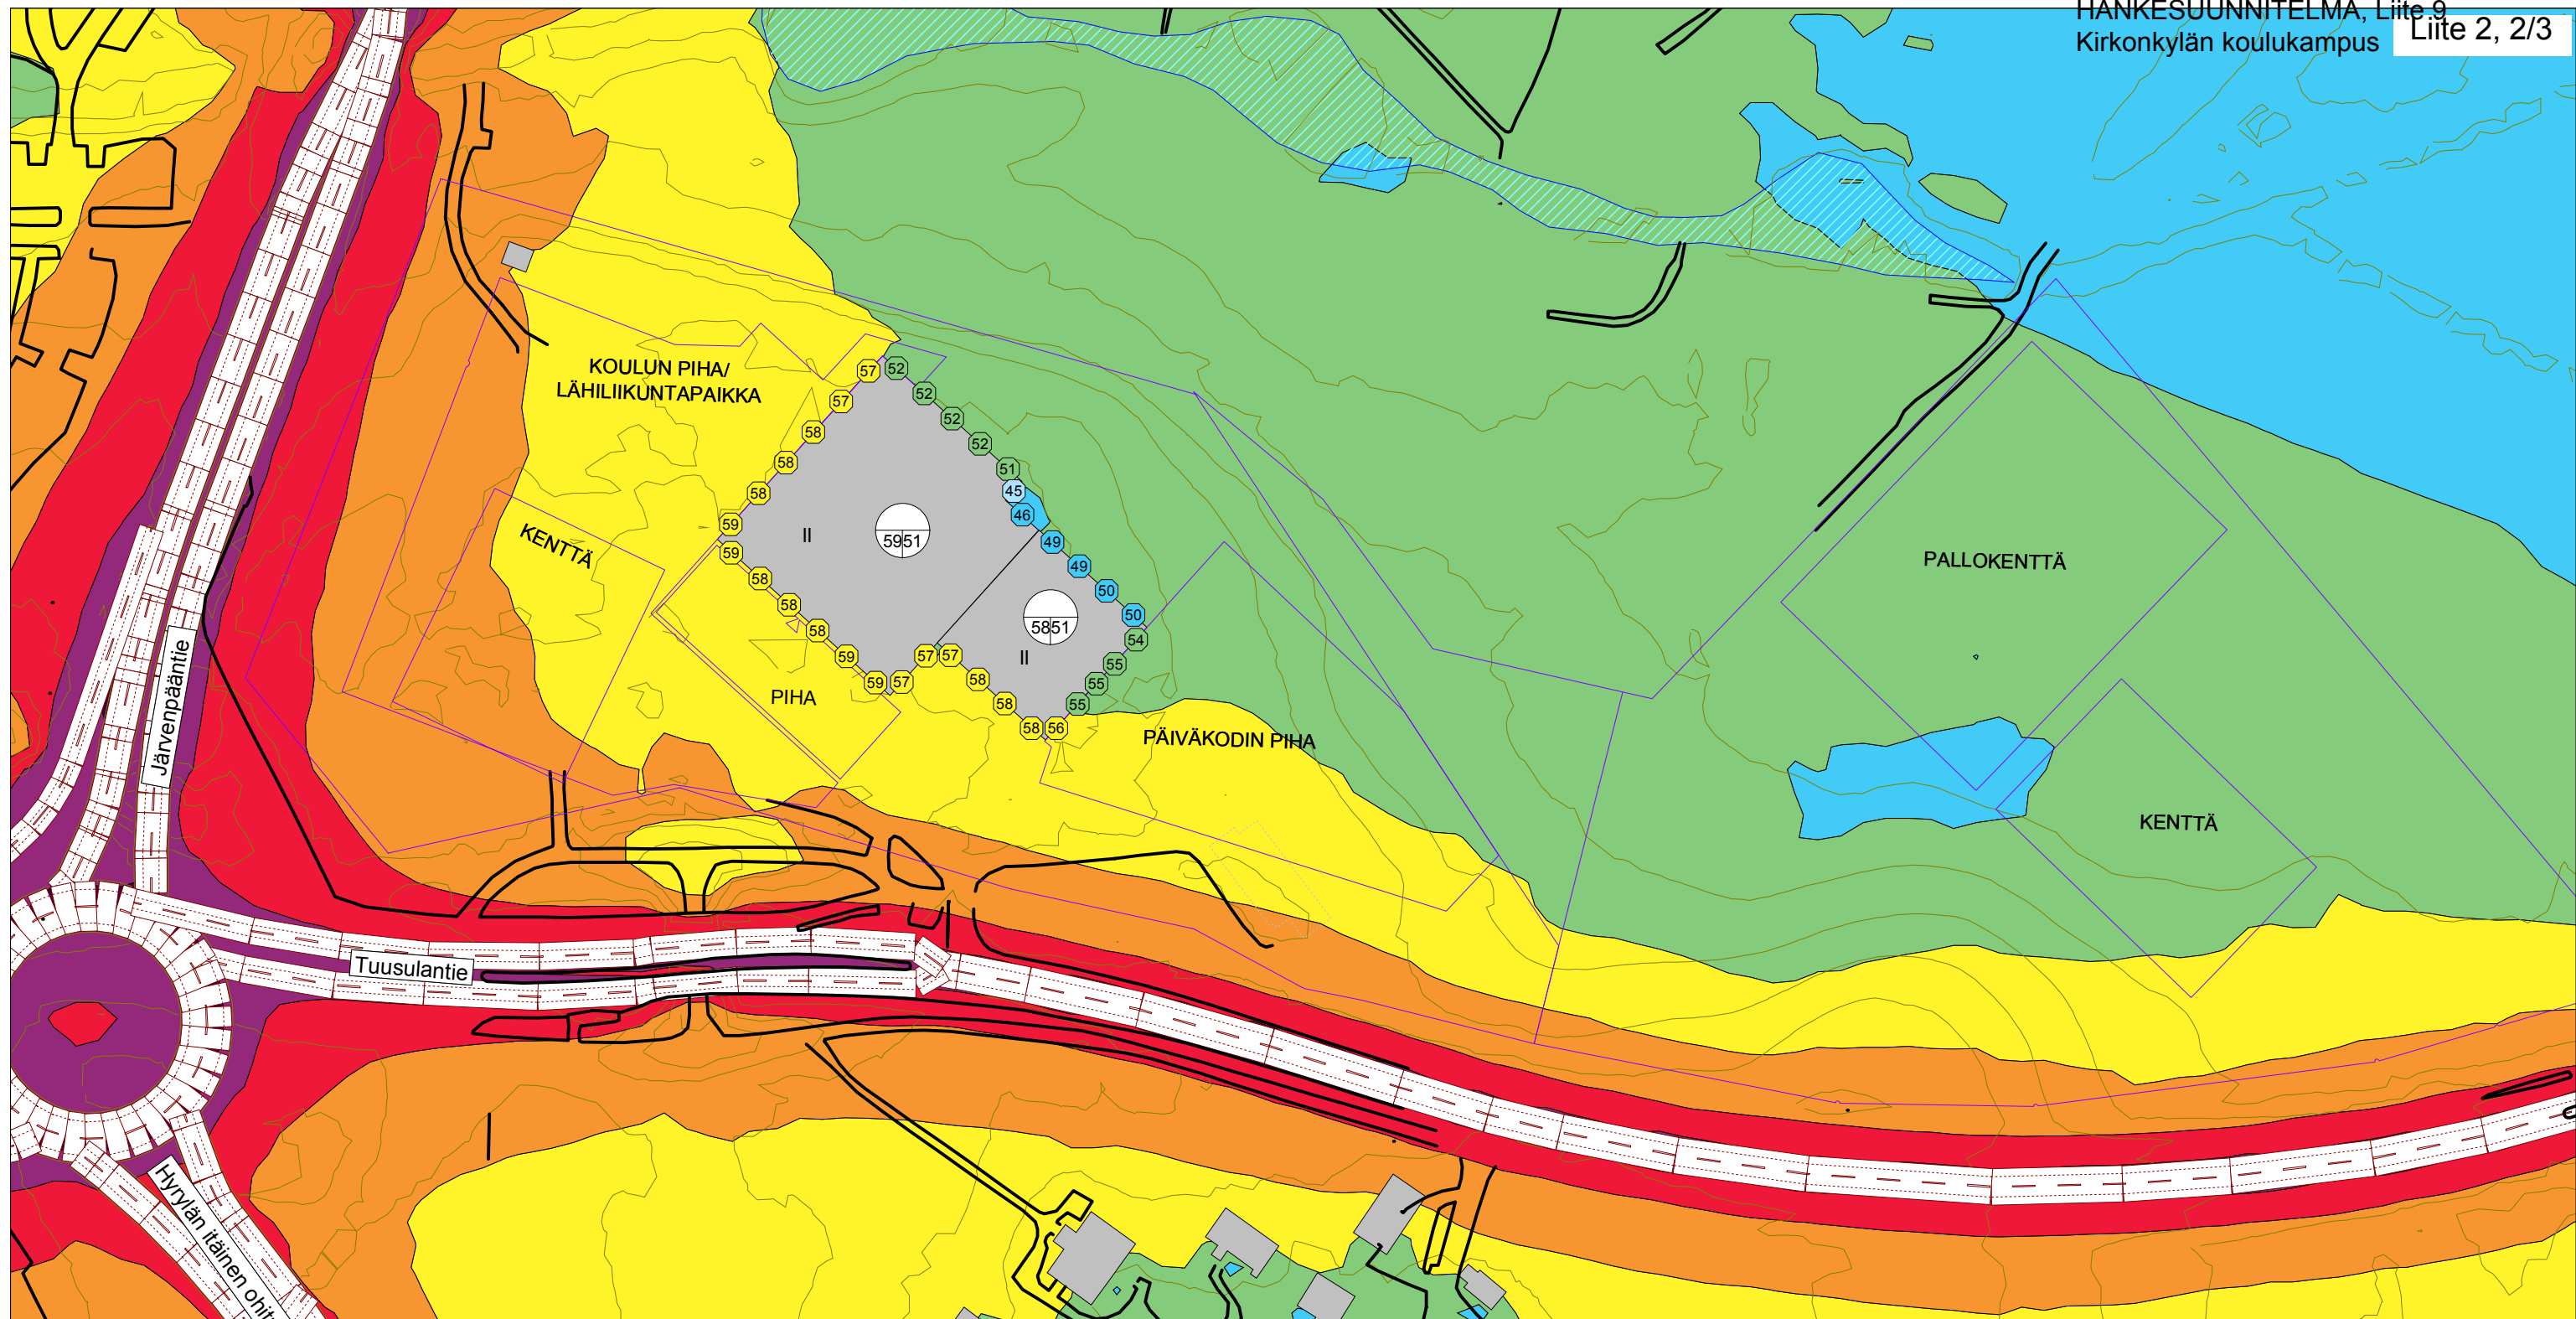 HANKESUUNNITELMA, Liite 9
Kirkonkylän koulukampus
Liite 2, 2/3
KOULUN PIHA/
LÄHILIIKUNTAPAIKKA
57 52
57 52
58 52
58 52
58 51
45
59 46
59 49
58 49
58 50
58 50
59 54
59 57 57 57 55
58 55
58 55
58 56
II
59 51
58 51
II
KENTTÄ
PIHA
PÄIVÄKODIN PIHA
PALLOKENTTÄ
KENTTÄ
Järvenpääntie
Tuusulantie
Hyrylän itäinen ohit